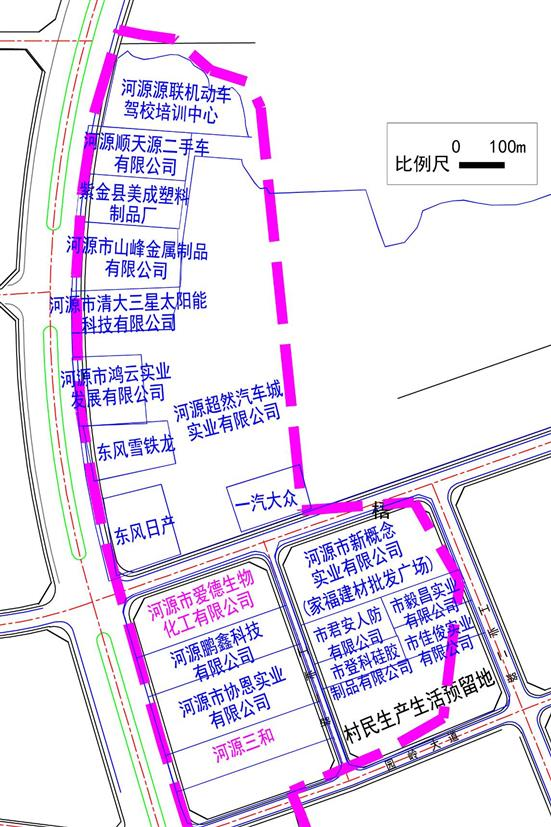 河源源联机动车
驾校培训中心
0 100m
比例尺
河源顺天源二手车
有限公司
紫金县美成塑料
制品厂
河源市山峰金属制品
有限公司
河源市清大三星太阳能
科技有限公司
河源市鸿云实业
发展有限公司
河源超然汽车城
实业有限公司
东风雪铁龙
一汽大众
东风日产
河源市新概念
实业有限公司
(家福建材批发广场)
河源市爱德生物
化工有限公司
市君安人防
有限公司
市毅昌实业
有限公司
河源鹏鑫科技
有限公司
市登科硅胶
制品有限公司
市佳俊实业
有限公司
河源市协恩实业
有限公司
河源三和
村民生产生活预留地
园岭大道